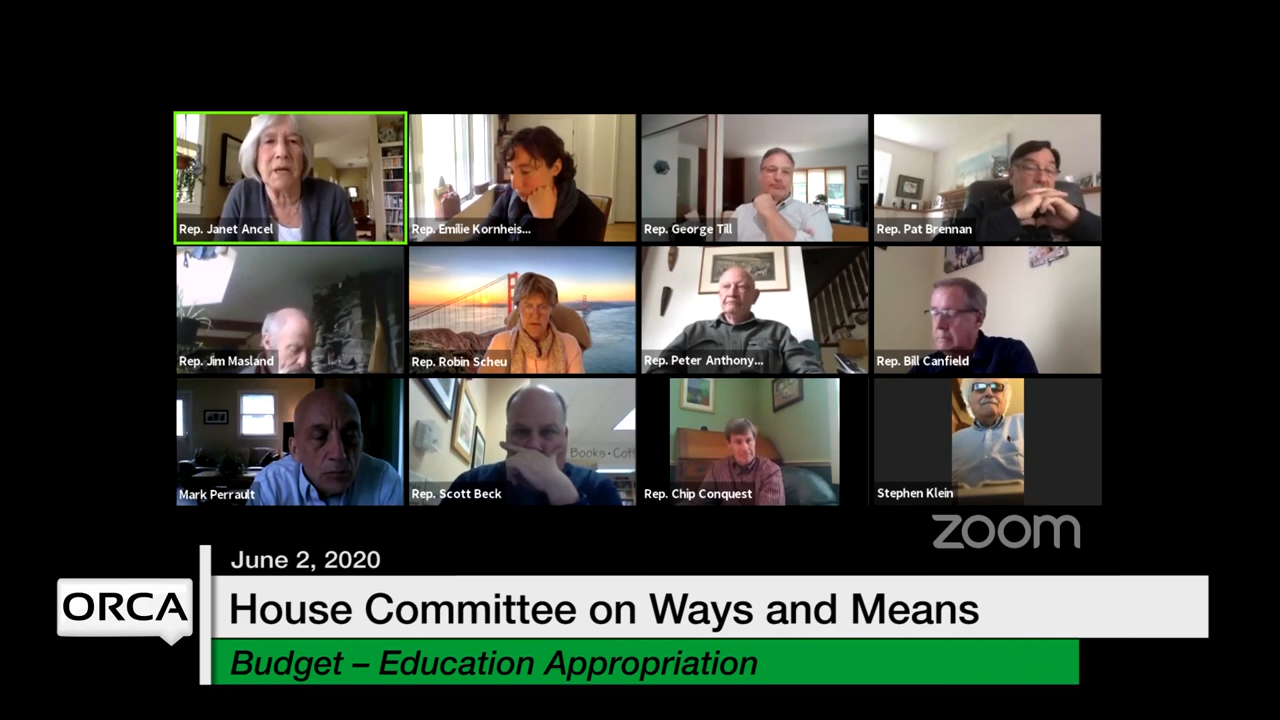 Rep. Janet Ancel
Rep. Emilie Kornheis...
Rep. George Till
Rep. Pat Brennan
Rep. Jim Masland
Rep. Robin Scheu
Rep. Peter Anthony...
Rep. Bill Canfield
Books • Cof
Mark Perrault
Rep. Scott Beck
Rep. Chip Conquest
Stephen Klein
zoom
June 2, 2020
ORCA
House Committee on Ways and Means
Budget – Education Appropriation